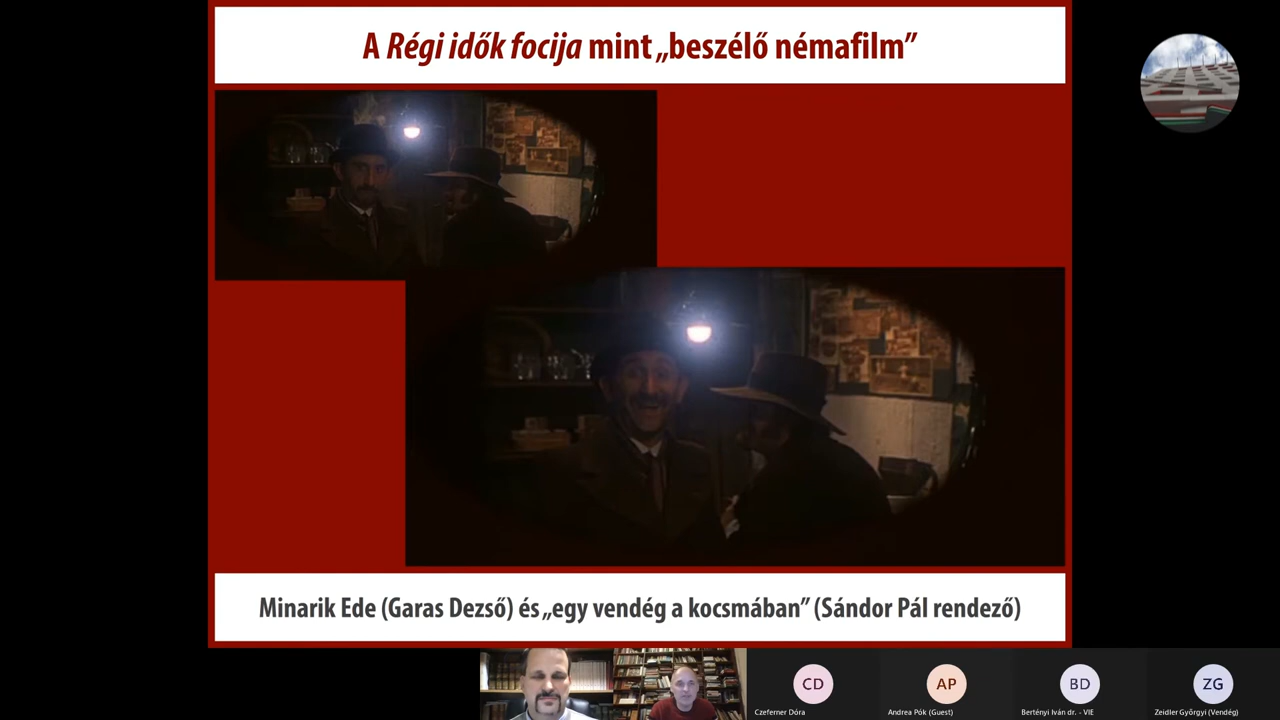 A Régi idők focija mint „beszélő némafilm”
Minarik Ede (Garas Dezső) és „egy vendég a kocsmában” (Sándor Pál rendező)
CD
AP
BD
ZG
Czeferner Dóra
Andrea Pók (Guest)
Bertényi Iván dr. - VIE
Zeidler Györgyi (Vendég)